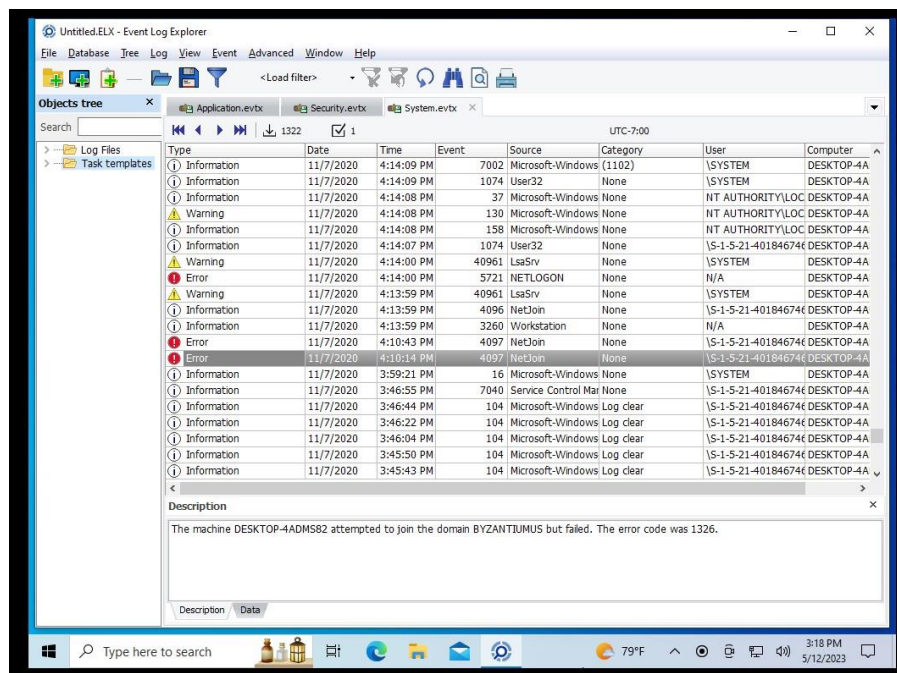 Untitled.ELX - Event Log Explorer
File Database Tree Log View Event Advanced Window Help
<Load filter>
Objects tree
Application.evtx Security.evtx System.evtx
Search
1322 1 UTC-7:00
Log Files
Task templates
Type Date Time Event Source Category User Computer
Information 11/7/2020 4:14:09 PM 7002 Microsoft-Windows (1102) \SYSTEM DESKTOP-4A
Information 11/7/2020 4:14:09 PM 1074 User32 None \SYSTEM DESKTOP-4A
Information 11/7/2020 4:14:08 PM 37 Microsoft-Windows None NT AUTHORITY\LOC DESKTOP-4A
Warning 11/7/2020 4:14:08 PM 130 Microsoft-Windows None NT AUTHORITY\LOC DESKTOP-4A
Information 11/7/2020 4:14:08 PM 158 Microsoft-Windows None NT AUTHORITY\LOC DESKTOP-4A
Information 11/7/2020 4:14:07 PM 1074 User32 None \S-1-5-21-40184674 DESKTOP-4A
Warning 11/7/2020 4:14:00 PM 40961 LsaSrv None \SYSTEM DESKTOP-4A
Error 11/7/2020 4:14:00 PM 5721 NETLOGON None N/A DESKTOP-4A
Warning 11/7/2020 4:13:59 PM 40961 LsaSrv None \SYSTEM DESKTOP-4A
Information 11/7/2020 4:13:59 PM 4096 NetJoin None \S-1-5-21-40184674 DESKTOP-4A
Information 11/7/2020 4:13:59 PM 3260 Workstation None N/A DESKTOP-4A
Error 11/7/2020 4:10:43 PM 4097 NetJoin None \S-1-5-21-40184674 DESKTOP-4A
Error 11/7/2020 4:10:14 PM 4097 NetJoin None \S-1-5-21-40184674 DESKTOP-4A
Information 11/7/2020 3:59:21 PM 16 Microsoft-Windows None \SYSTEM DESKTOP-4A
Information 11/7/2020 3:46:55 PM 7040 Service Control Mar None \S-1-5-21-40184674 DESKTOP-4A
Information 11/7/2020 3:46:44 PM 104 Microsoft-Windows Log clear \S-1-5-21-40184674 DESKTOP-4A
Information 11/7/2020 3:46:22 PM 104 Microsoft-Windows Log clear \S-1-5-21-40184674 DESKTOP-4A
Information 11/7/2020 3:46:04 PM 104 Microsoft-Windows Log clear \S-1-5-21-40184674 DESKTOP-4A
Information 11/7/2020 3:45:50 PM 104 Microsoft-Windows Log clear \S-1-5-21-40184674 DESKTOP-4A
Information 11/7/2020 3:45:43 PM 104 Microsoft-Windows Log clear \S-1-5-21-40184674 DESKTOP-4A
Description
The machine DESKTOP-4ADMS82 attempted to join the domain BYZANTIUMUS but failed. The error code was 1326.
Description Data
Type here to search
79°F
3:18 PM
5/12/2023